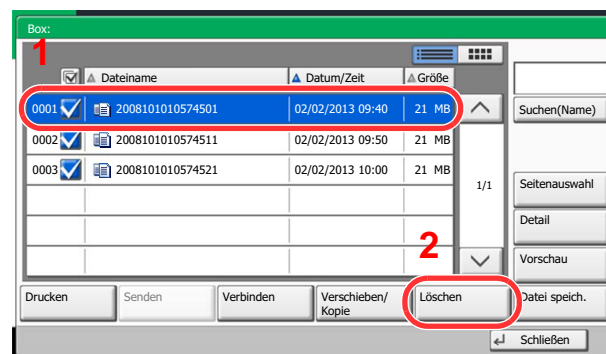 Box:
1
Dateiname Datum/Zeit Größe
0001 2008101010574501 02/02/2013 09:40 21 MB
Suchen(Name)
0002 2008101010574511 02/02/2013 09:50 21 MB
0003 2008101010574521 02/02/2013 10:00 21 MB
1/1
Seitenauswahl
Detail
2
Vorschau
Drucken Senden Verbinden Verschieben/ Löschen Datei speich.
Kopie
Schließen